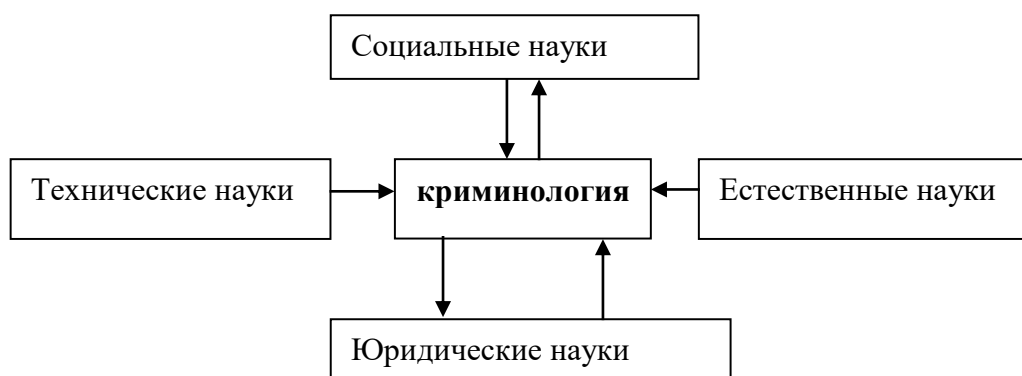 Социальные науки
Технические науки
криминология
Естественные науки
Юридические науки